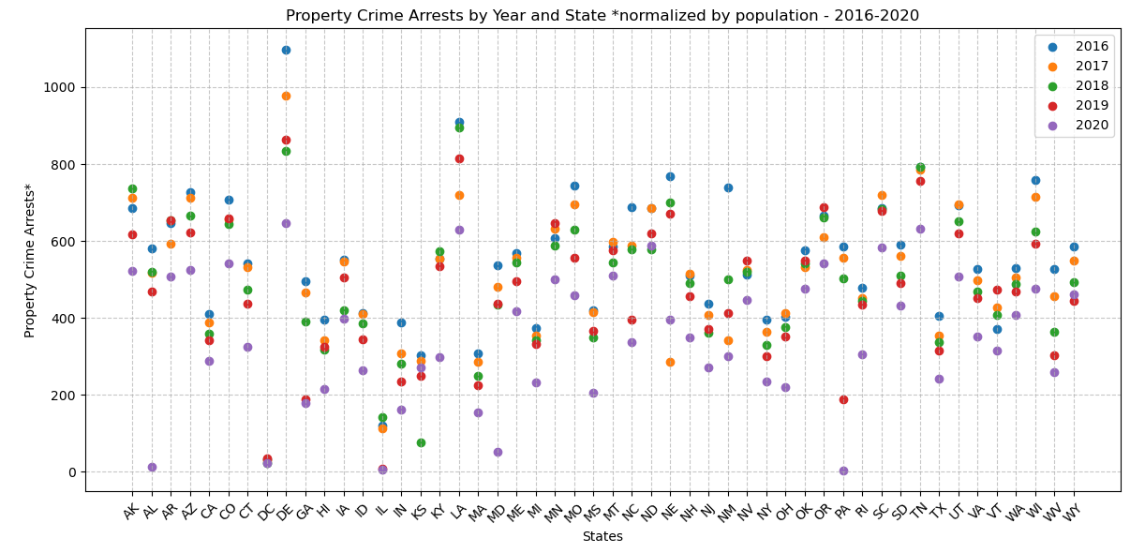 Property Crime Arrests by Year and State *normalized by population - 2016-2020
2016
2017
2018
2019
2020
Property Crime Arrests*
1000
800
600
400
200
0
AK AL AR AZ CA CO CT DC DE GA HI IA ID IL IN KS KY LA MA MD ME MI MN MO MS MT NC ND NE NH NJ NM NV NY OH OK OR PA RI SC SD TN TX UT VA VT WA WI WV WY
States